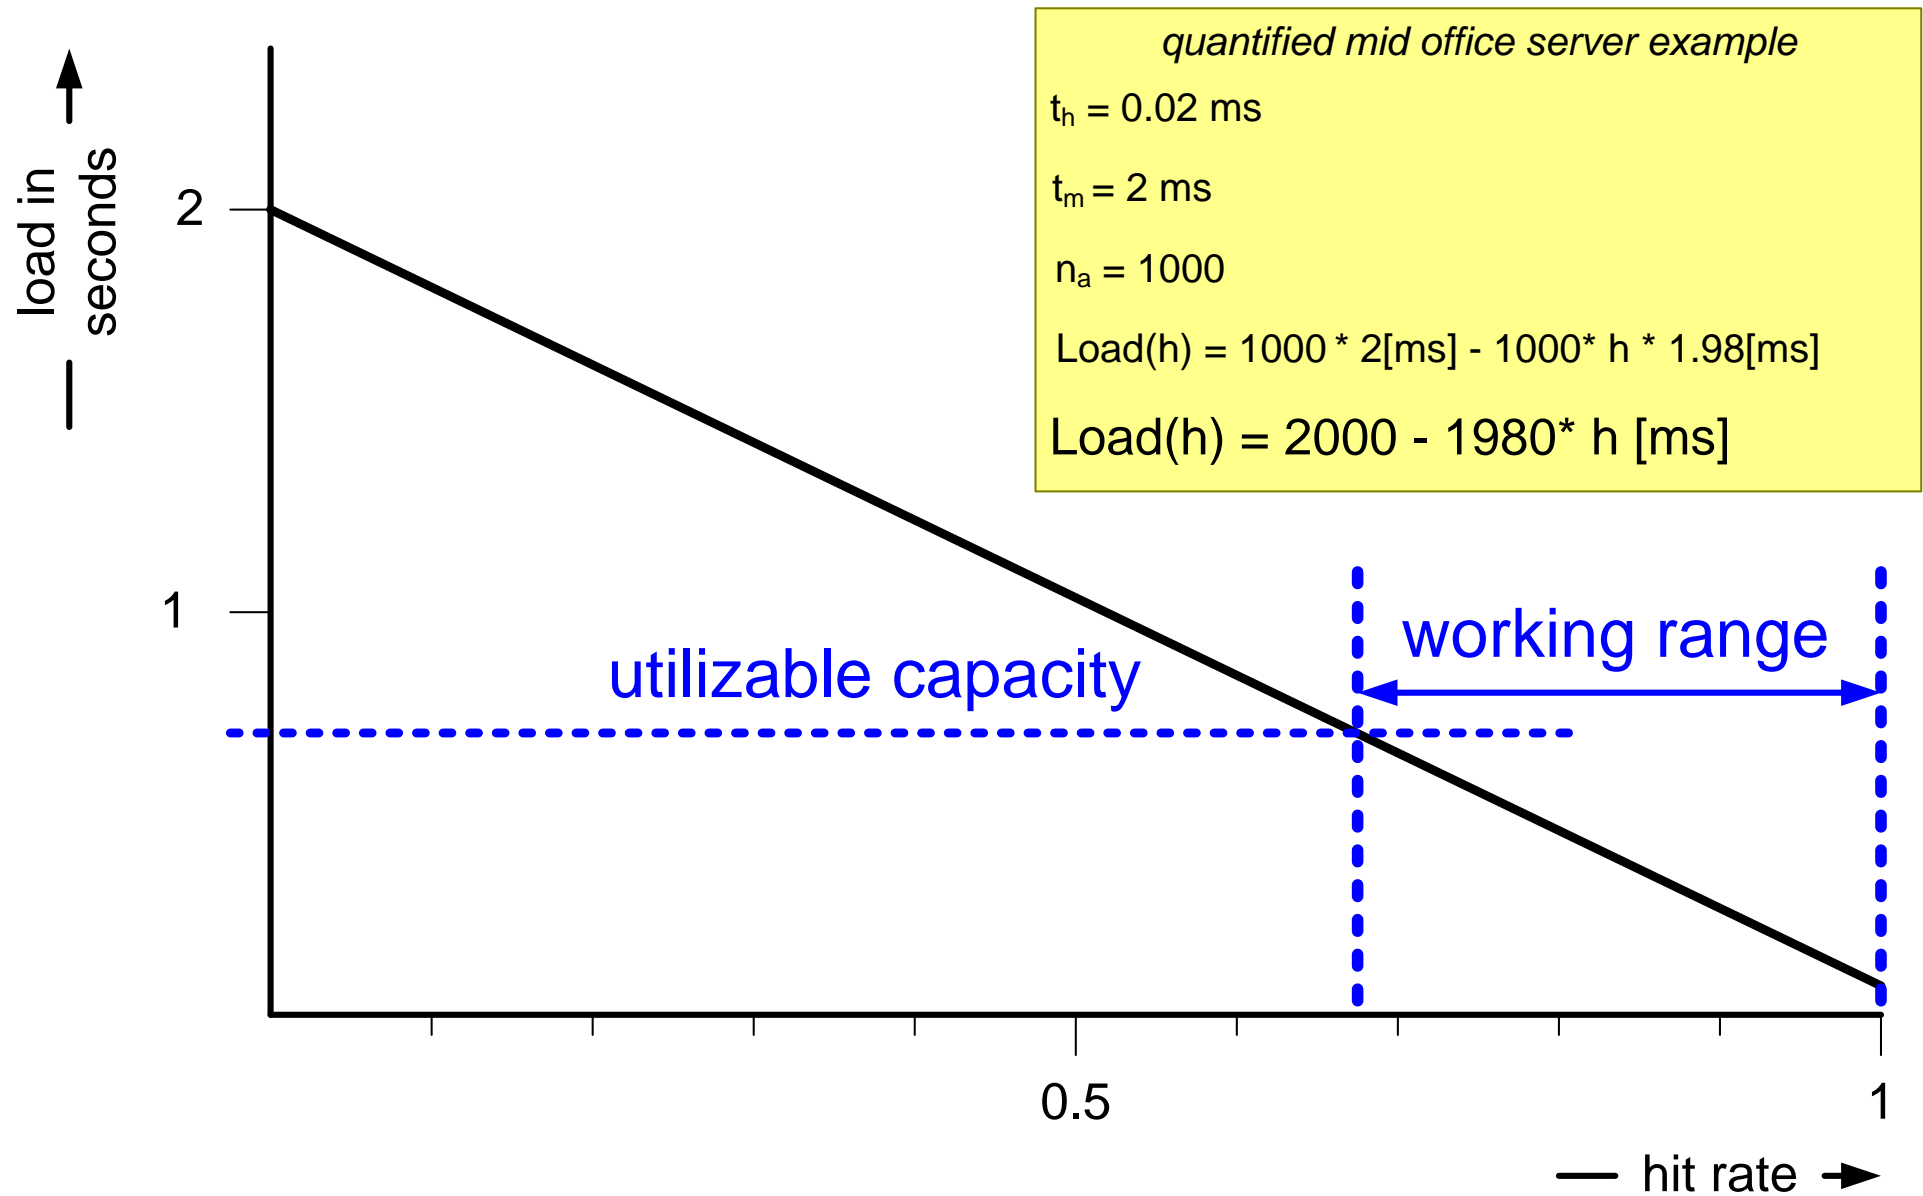 quantified mid office server example
tₕ = 0.02 ms
tₘ = 2 ms
nₐ = 1000
Load(h) = 1000 * 2[ms] - 1000* h * 1.98[ms]
Load(h) = 2000 - 1980* h [ms]
load in
seconds
2
1
utilizable capacity
working range
0.5
1
hit rate